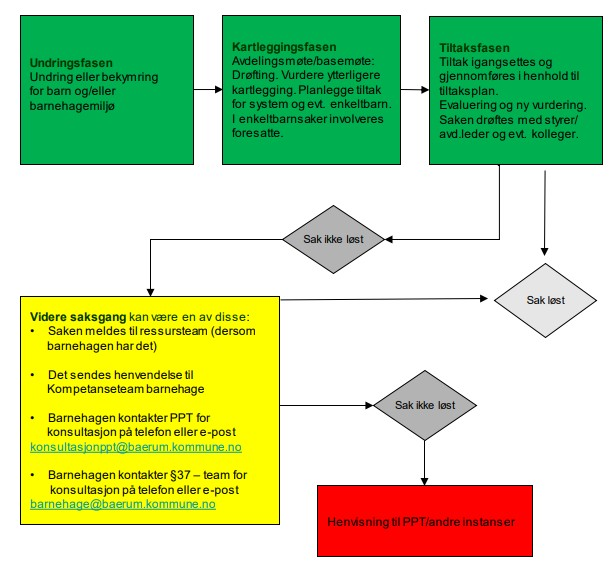 Undringsfasen
Undring eller bekymring
for barn og/eller
barnehagemiljø
Kartleggingsfasen
Avdelingsmøte/basemøte:
Drøfting. Vurdere ytterligere
kartlegging. Planlegge tiltak
for system og evt. enkeltbarn.
I enkeltbarnsaker involveres
foresatte.
Tiltaksfasen
Tiltak igangsettes og
gjennomføres i henhold til
tiltaksplan.
Evaluering og ny vurdering.
Saken drøftes med styrer/
avd.leder og evt. kolleger.
Sak ikke løst
Sak løst
Videre saksgang kan være en av disse:
• Saken meldes til ressursteam (dersom
barnehagen har det)
• Det sendes henvendelse til
Kompetanseteam barnehage
• Barnehagen kontakter PPT for
konsultasjon på telefon eller e-post
konsultasjonppt@baerum.kommune.no
• Barnehagen kontakter §37 – team for
konsultasjon på telefon eller e-post
barnehage@baerum.kommune.no
Sak ikke løst
Henvisning til PPT/andre instanser